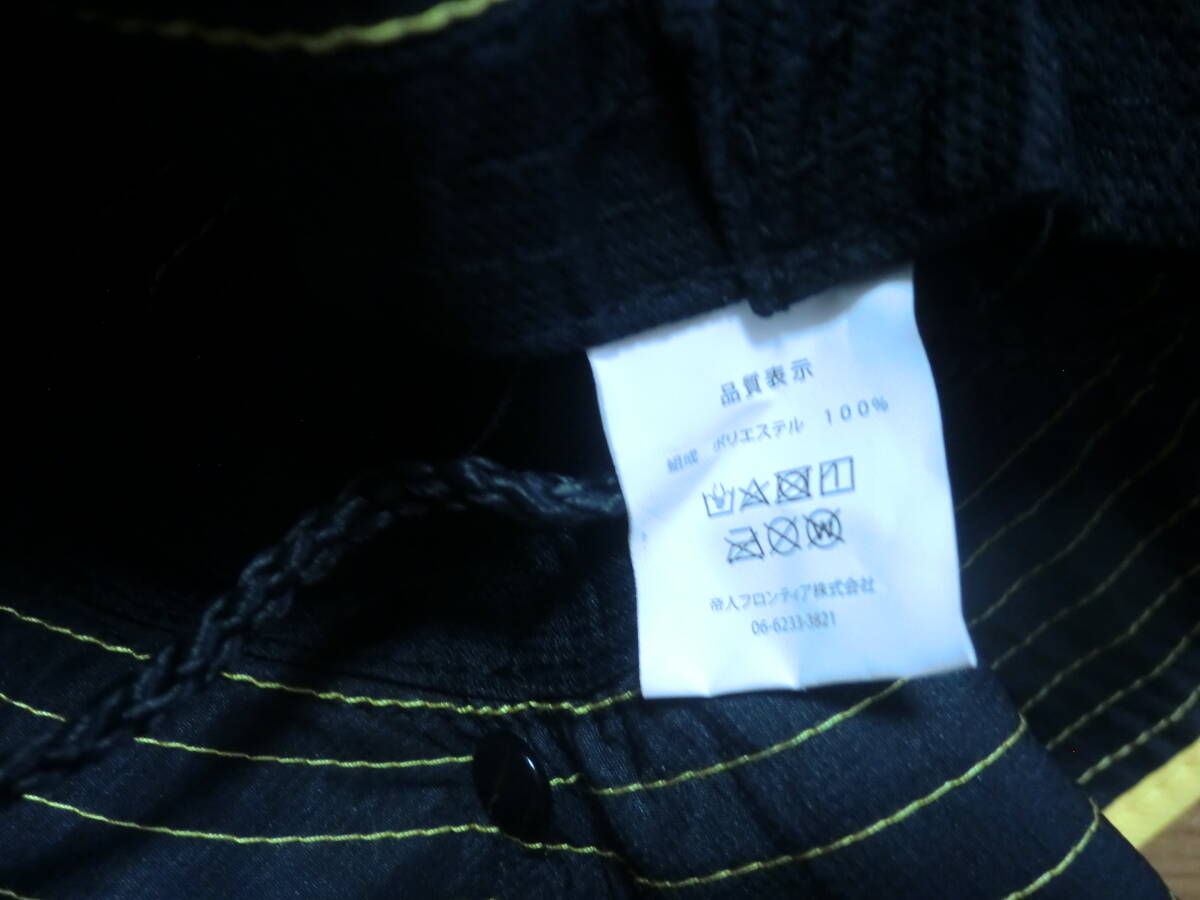 品質表示
組成 ポリエステル 100%
帝人フロンティア株式会社
06-6233-3821